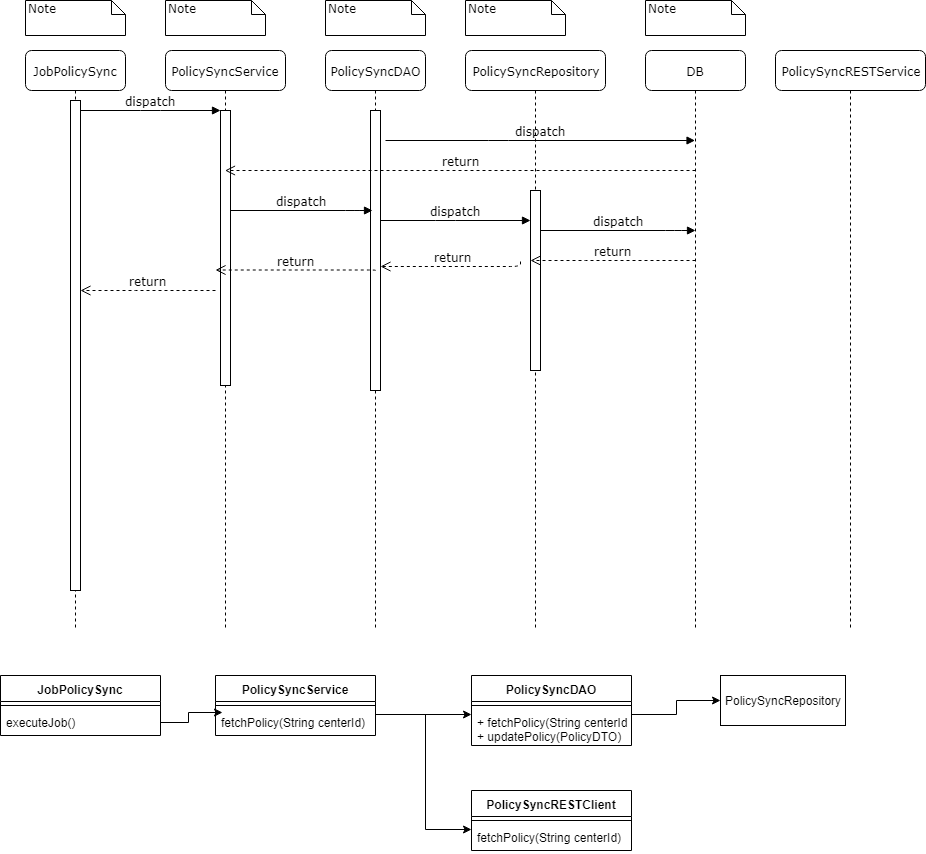 Note
Note
Note
Note
Note
JobPolicySync
PolicySyncService
PolicySyncDAO
PolicySyncRepository
DB
PolicySyncRESTService
dispatch
dispatch
return
dispatch
dispatch
dispatch
return
return
return
return
JobPolicySync
executeJob()
PolicySyncService
fetchPolicy(String centerId)
PolicySyncDAO
+ fetchPolicy(String centerId
+ updatePolicy(PolicyDTO)
PolicySyncRepository
PolicySyncRESTClient
fetchPolicy(String centerId)